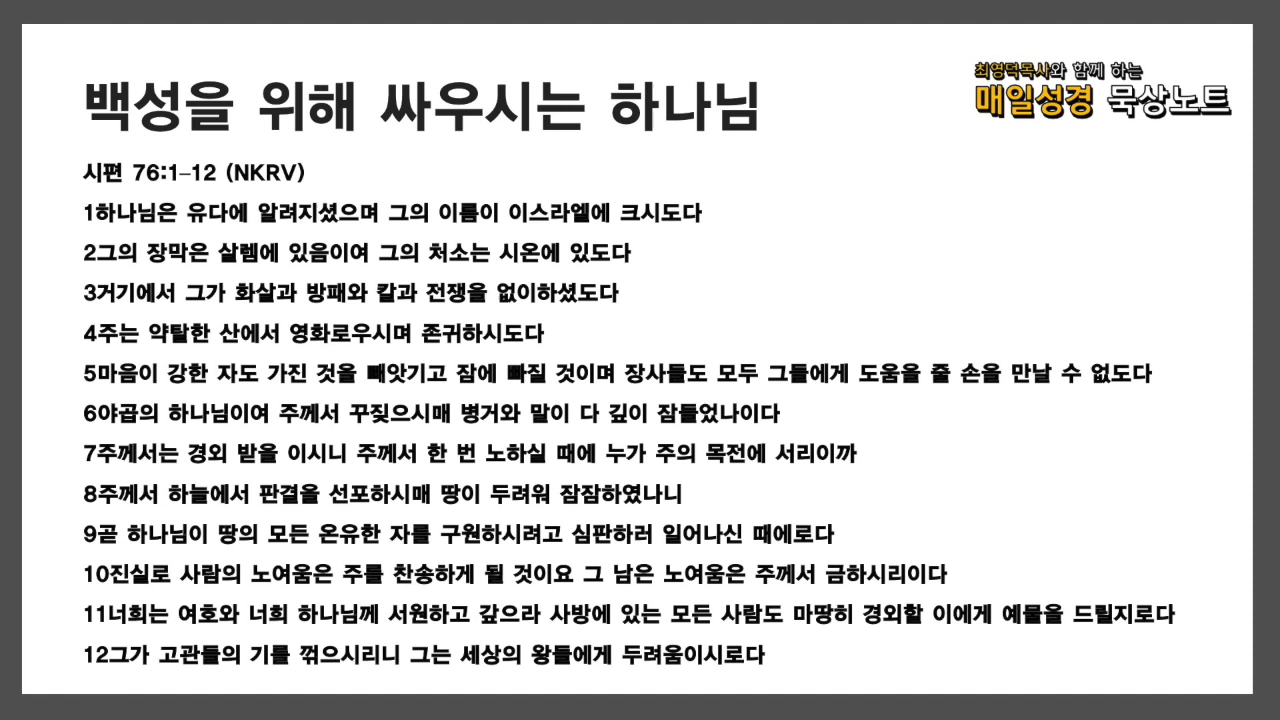 백성을 위해 싸우시는 하나님
최영덕목사와 함께 하는
매일성경 묵상노트
시편 76:1–12 (NKRV)
1하나님은 유다에 알려지셨으며 그의 이름이 이스라엘에 크시도다
2그의 장막은 살렘에 있음이여 그의 처소는 시온에 있도다
3거기에서 그가 화살과 방패와 칼과 전쟁을 없이하셨도다
4주는 약탈한 산에서 영화로우시며 존귀하시도다
5마음이 강한 자도 가진 것을 빼앗기고 잠에 빠질 것이며 장사들도 모두 그들에게 도움을 줄 손을 만날 수 없도다
6야곱의 하나님이여 주께서 꾸짖으시매 병거와 말이 다 깊이 잠들었나이다
7주께서는 경외 받을 이시니 주께서 한 번 노하실 때에 누가 주의 목전에 서리이까
8주께서 하늘에서 판결을 선포하시매 땅이 두려워 잠잠하였나니
9곧 하나님이 땅의 모든 온유한 자를 구원하시려고 심판하러 일어나신 때에로다
10진실로 사람의 노여움은 주를 찬송하게 될 것이요 그 남은 노여움은 주께서 금하시리이다
11너희는 여호와 너희 하나님께 서원하고 갚으라 사방에 있는 모든 사람도 마땅히 경외할 이에게 예물을 드릴지로다
12그가 고관들의 기를 꺾으시리니 그는 세상의 왕들에게 두려움이시로다